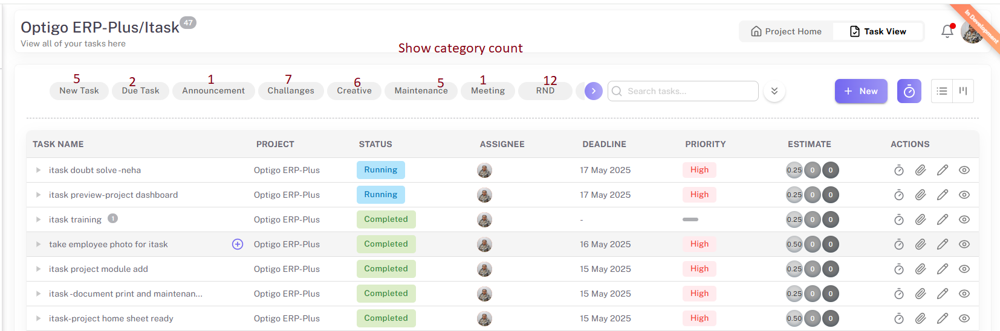 Optigo ERP-Plus/Itask 47
View all of your tasks here
Project Home Task View
In Development
Show category count
5 2 1 7 6 5 1 12
New Task Due Task Announcement Challanges Creative Maintenance Meeting RND Search tasks... + New
TASK NAME PROJECT STATUS ASSIGNEE DEADLINE PRIORITY ESTIMATE ACTIONS
itask doubt solve-neha Optigo ERP-Plus Running 17 May 2025 High 0.25 0 0
itask preview-project dashboard Optigo ERP-Plus Running 17 May 2025 High 0.25 0 0
itask training 1 Optigo ERP-Plus Completed - 0.25 0 0
take employee photo for itask Optigo ERP-Plus Completed 16 May 2025 High 0.50 0 0
itask project module add Optigo ERP-Plus Completed 15 May 2025 High 0.25 0 0
itask-document print and maintenan... Optigo ERP-Plus Completed 15 May 2025 High 0.25 0 0
itask-project home sheet ready Optigo ERP-Plus Completed 15 May 2025 High 0.50 0 0